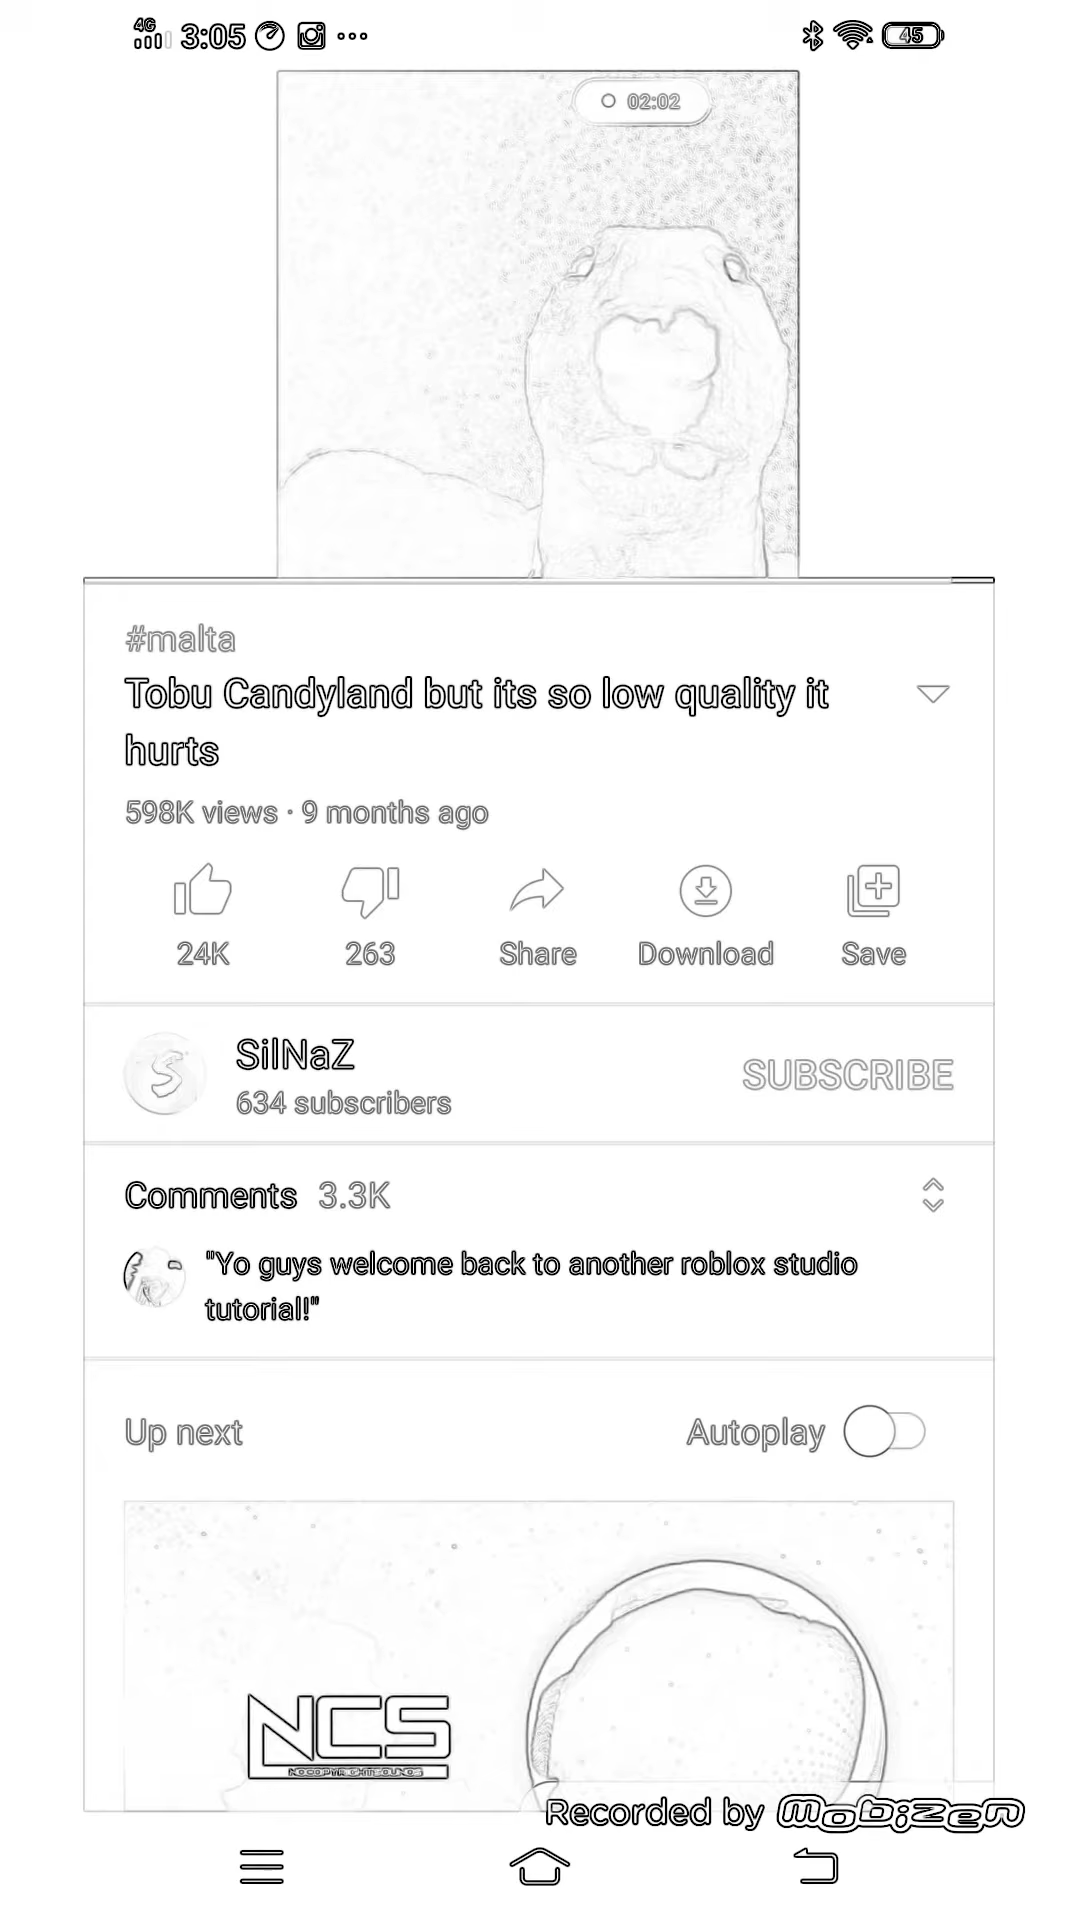 4G 3:05 45
02:02
#malta
Tobu Candyland but its so low quality it
hurts
598K views · 9 months ago
24K 263 Share Download Save
SilNaZ
SUBSCRIBE
634 subscribers
Comments 3.3K
"Yo guys welcome back to another roblox studio
tutorial!"
Up next Autoplay
NCS
NOCOPYRIGHTSOUNDS
Recorded by mobizen